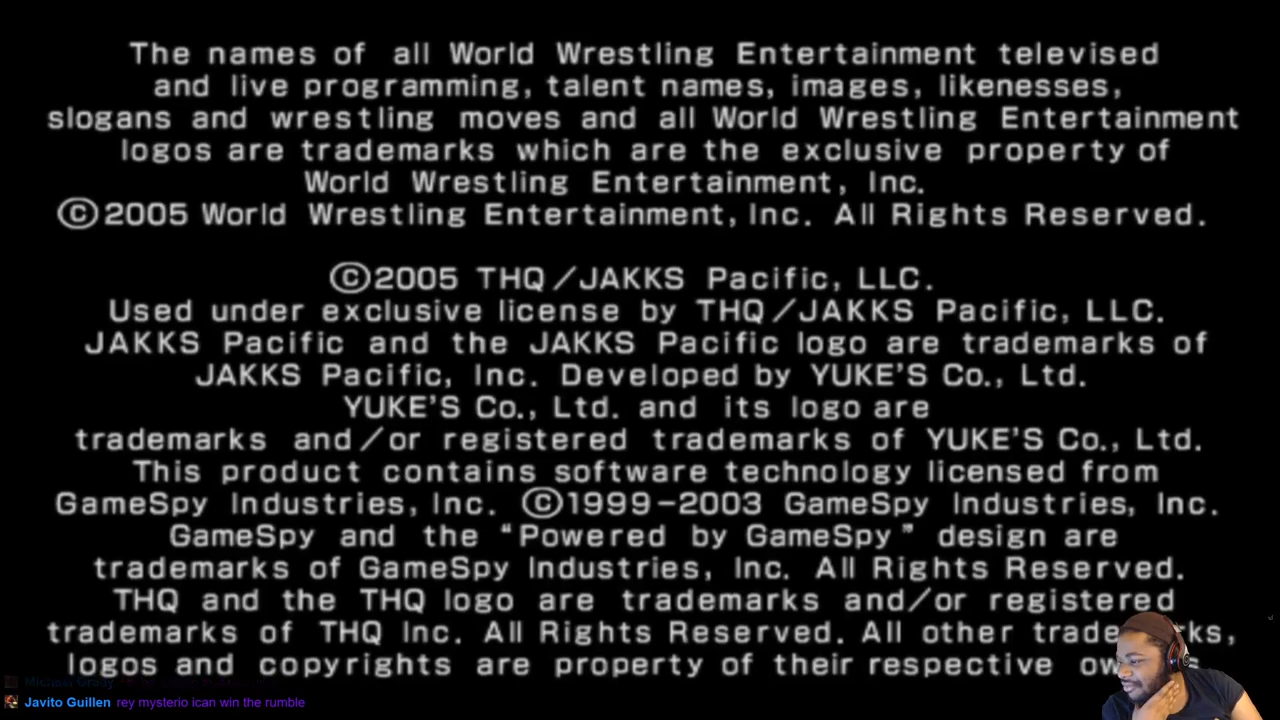 The names of all World Wrestling Entertainment televised
and live programming, talent names, images, likenesses,
slogans and wrestling moves and all World Wrestling Entertainment
logos are trademarks which are the exclusive property of
World Wrestling Entertainment, Inc.
©2005 World Wrestling Entertainment, Inc. All Rights Reserved.
©2005 THQ/JAKKS Pacific, LLC.
Used under exclusive license by THQ/JAKKS Pacific, LLC.
JAKKS Pacific and the JAKKS Pacific logo are trademarks of
JAKKS Pacific, Inc. Developed by YUKE'S Co., Ltd.
YUKE'S Co., Ltd. and its logo are
trademarks and/or registered trademarks of YUKE'S Co., Ltd.
This product contains software technology licensed from
GameSpy Industries, Inc. ©1999-2003 GameSpy Industries, Inc.
GameSpy and the “Powered by GameSpy” design are
trademarks of GameSpy Industries, Inc. All Rights Reserved.
THQ and the THQ logo are trademarks and/or registered
trademarks of THQ Inc. All Rights Reserved. All other
logos and copyrights are property of their respective
Javito Guillen rey mysterio ican win the rumble